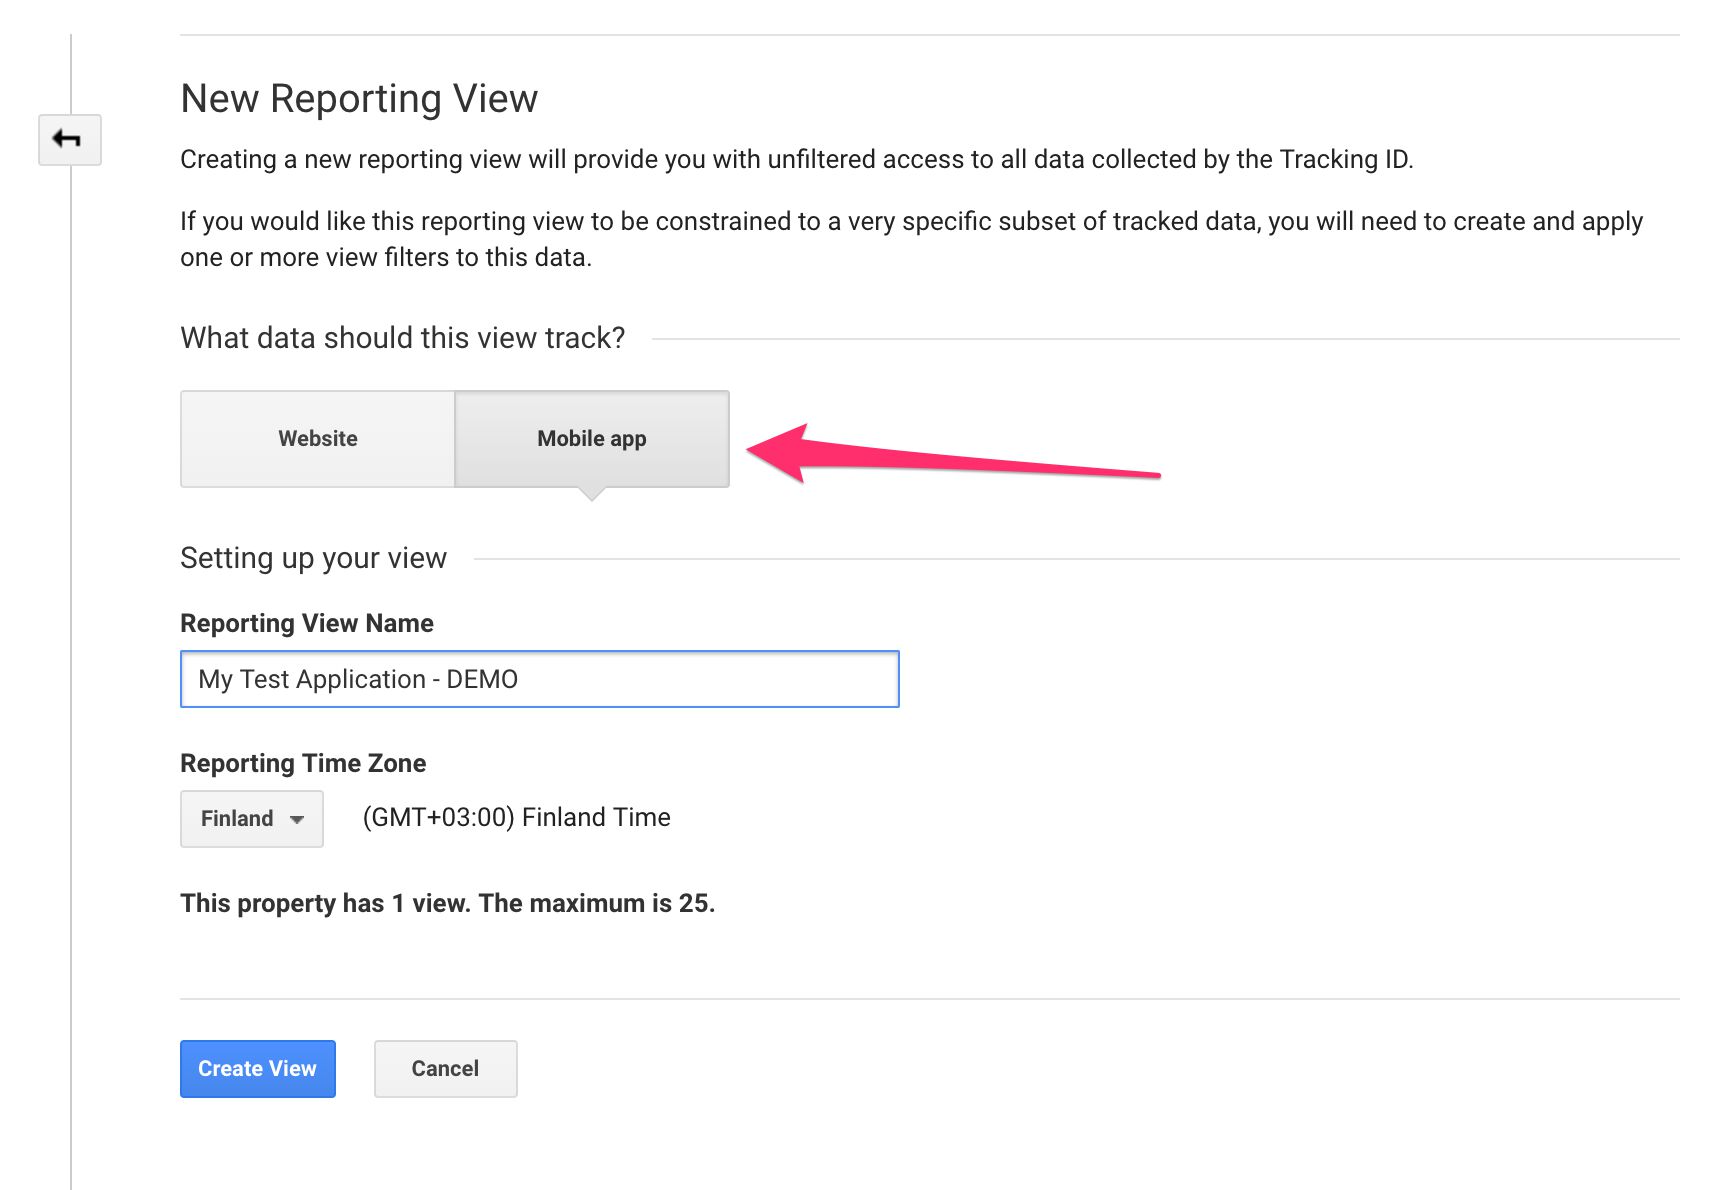 New Reporting View
Creating a new reporting view will provide you with unfiltered access to all data collected by the Tracking ID.
If you would like this reporting view to be constrained to a very specific subset of tracked data, you will need to create and apply
one or more view filters to this data.
What data should this view track?
Website
Mobile app
Setting up your view
Reporting View Name
My Test Application - DEMO
Reporting Time Zone
Finland
(GMT+03:00) Finland Time
This property has 1 view. The maximum is 25.
Create View
Cancel